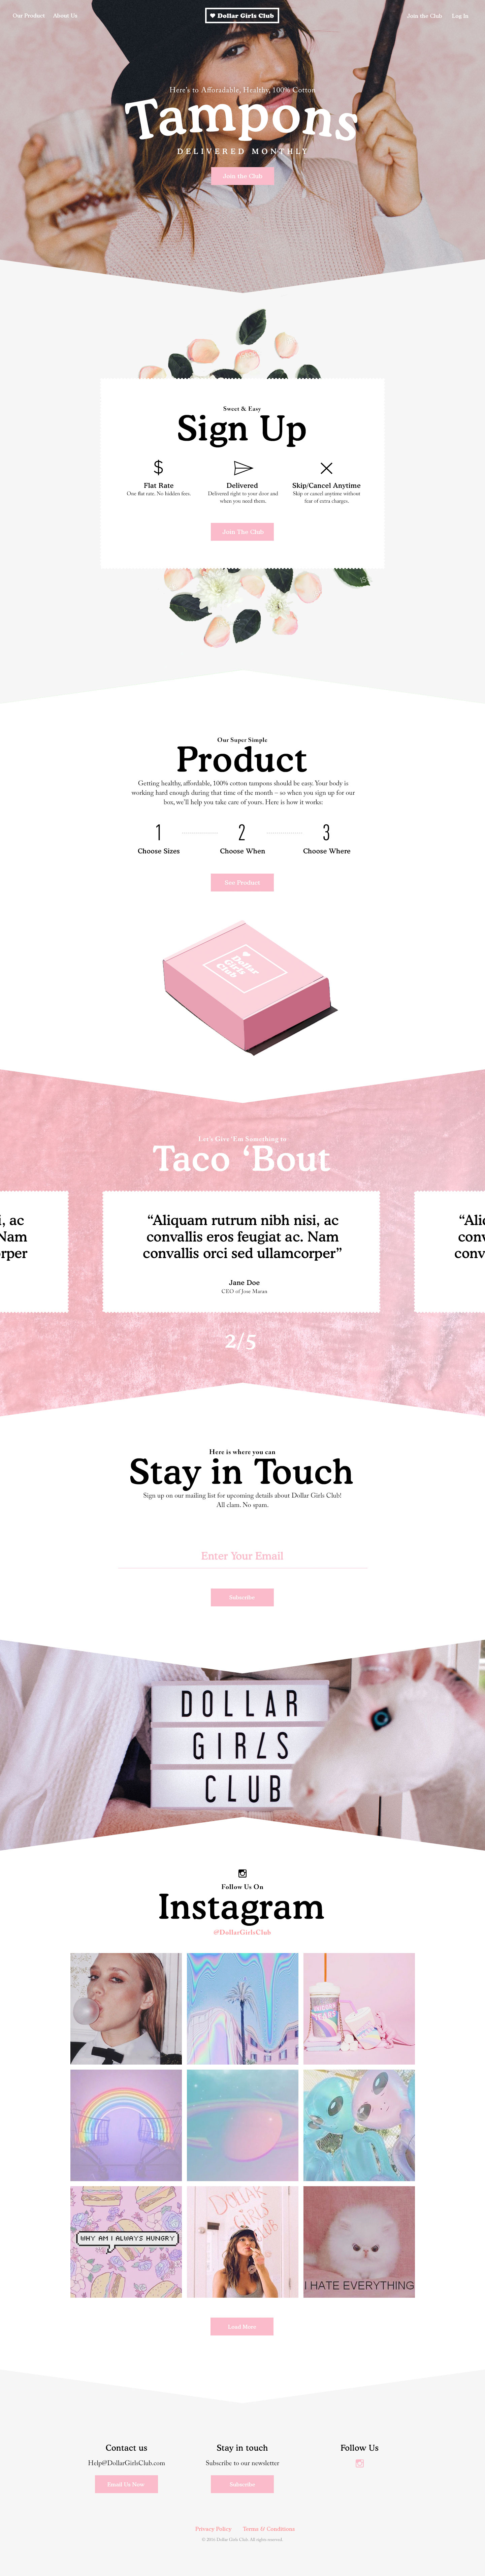 Our Product About Us
Dollar Girls Club
Join the Club Log In
Here's to Afforadable, Healthy, 100% Cotton
Tampons
DELIVERED MONTHLY
Join the Club
Sweet & Easy
Sign Up
$
Flat Rate
One flat rate. No hidden fees.
Delivered
Delivered right to your door and
when you need them.
Skip/Cancel Anytime
Skip or cancel anytime without
fear of extra charges.
Join The Club
Our Super Simple
Product
Getting healthy, affordable, 100% cotton tampons should be easy. Your body is
working hard enough during that time of the month – so when you sign up for our
box, we'll help you take care of yours. Here is how it works:
1 2 3
Choose Sizes Choose When Choose Where
See Product
Dollar
Girls
Club
Let's Give 'Em Something to
Taco 'Bout
“Aliquam rutrum nibh nisi, ac
convallis eros feugiat ac. Nam
convallis orci sed ullamcorper”
Jane Doe
CEO of Jose Maran
i, ac
Nam
rper
“Aliq
conv
conv
2/5
Here is where you can
Stay in Touch
Sign up on our mailing list for upcoming details about Dollar Girls Club!
All clam. No spam.
Enter Your Email
Subscribe
DOLLAR
GIRLS
CLUB
Follow Us On
Instagram
@DollarGirlsClub
TEARS
WHY AM I ALWAYS HUNGRY
DOLLAR
GIRLS
CLUB
I HATE EVERYTHING
Load More
Contact us
Help@DollarGirlsClub.com
Email Us Now
Stay in touch
Subscribe to our newsletter
Subscribe
Follow Us
Privacy Policy Terms & Conditions
© 2016 Dollar Girls Club. All rights reserved.